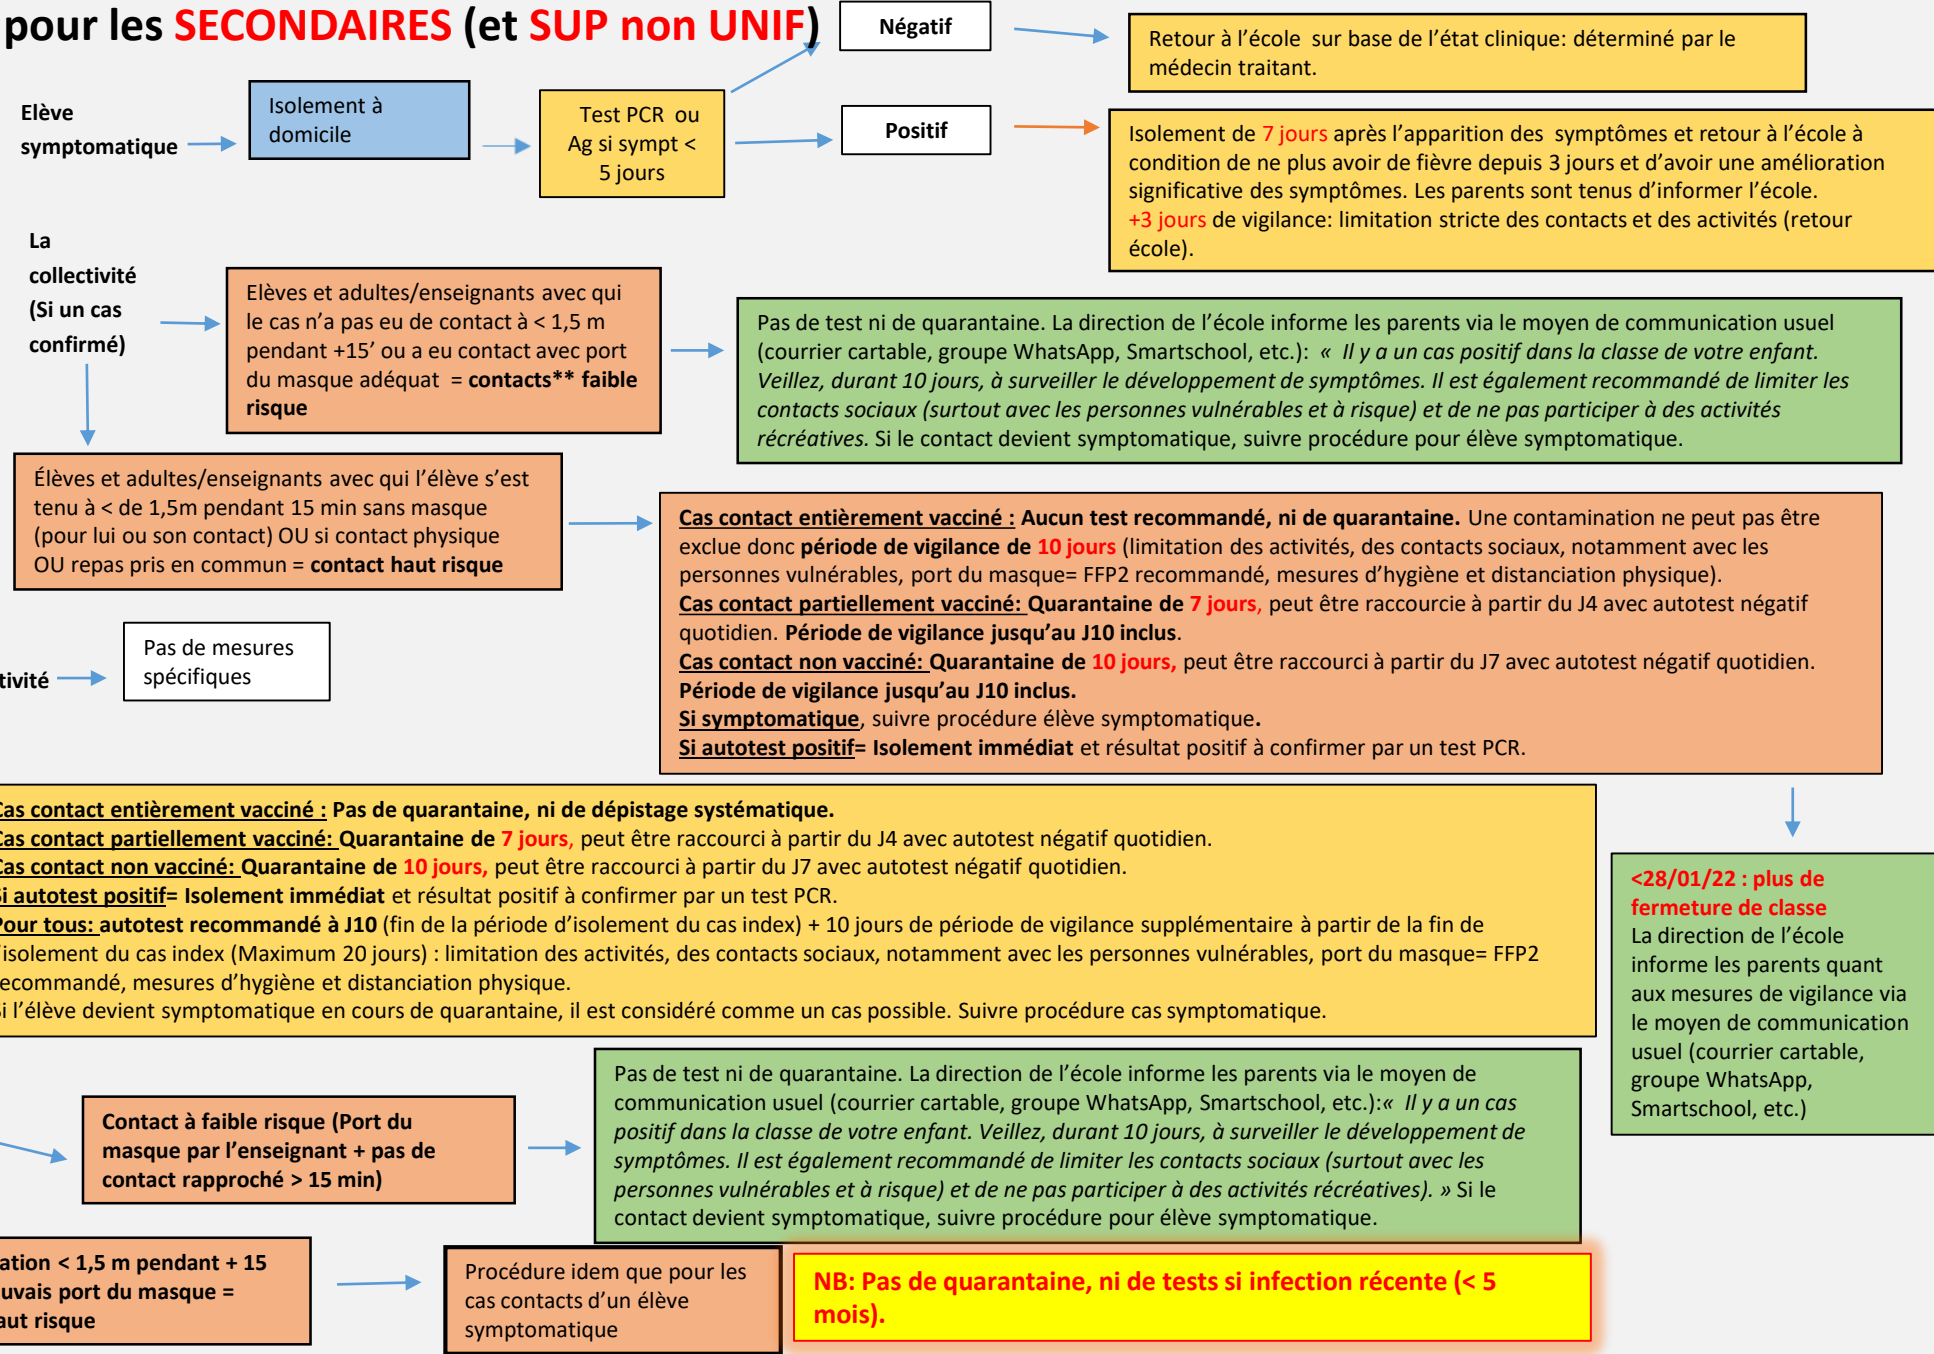 pour les SECONDAIRES (et SUP non UNIF)
Négatif
Retour à l’école sur base de l’état clinique: déterminé par le
médecin traitant.
Elève
symptomatique
Isolement à
domicile
Test PCR ou
Ag si sympt <
5 jours
Positif
Isolement de 7 jours après l’apparition des symptômes et retour à l’école à
condition de ne plus avoir de fièvre depuis 3 jours et d’avoir une amélioration
significative des symptômes. Les parents sont tenus d’informer l’école.
+3 jours de vigilance: limitation stricte des contacts et des activités (retour
école).
La
collectivité
(Si un cas
confirmé)
Elèves et adultes/enseignants avec qui
le cas n’a pas eu de contact à < 1,5 m
pendant +15’ ou a eu contact avec port
du masque adéquat = contacts** faible
risque
Pas de test ni de quarantaine. La direction de l’école informe les parents via le moyen de communication usuel
(courrier cartable, groupe WhatsApp, Smartschool, etc.): « Il y a un cas positif dans la classe de votre enfant.
Veillez, durant 10 jours, à surveiller le développement de symptômes. Il est également recommandé de limiter les
contacts sociaux (surtout avec les personnes vulnérables et à risque) et de ne pas participer à des activités
récréatives. Si le contact devient symptomatique, suivre procédure pour élève symptomatique.
Élèves et adultes/enseignants avec qui l’élève s’est
tenu à < de 1,5m pendant 15 min sans masque
(pour lui ou son contact) OU si contact physique
OU repas pris en commun = contact haut risque
Cas contact entièrement vacciné : Aucun test recommandé, ni de quarantaine. Une contamination ne peut pas être
exclue donc période de vigilance de 10 jours (limitation des activités, des contacts sociaux, notamment avec les
personnes vulnérables, port du masque= FFP2 recommandé, mesures d’hygiène et distanciation physique).
Cas contact partiellement vacciné: Quarantaine de 7 jours, peut être raccourcie à partir du J4 avec autotest négatif
quotidien. Période de vigilance jusqu’au J10 inclus.
Cas contact non vacciné: Quarantaine de 10 jours, peut être raccourci à partir du J7 avec autotest négatif quotidien.
Période de vigilance jusqu’au J10 inclus.
Si symptomatique, suivre procédure élève symptomatique.
Si autotest positif= Isolement immédiat et résultat positif à confirmer par un test PCR.
tivité
Pas de mesures
spécifiques
Cas contact entièrement vacciné : Pas de quarantaine, ni de dépistage systématique.
Cas contact partiellement vacciné: Quarantaine de 7 jours, peut être raccourci à partir du J4 avec autotest négatif quotidien.
Cas contact non vacciné: Quarantaine de 10 jours, peut être raccourci à partir du J7 avec autotest négatif quotidien.
Si autotest positif= Isolement immédiat et résultat positif à confirmer par un test PCR.
Pour tous: autotest recommandé à J10 (fin de la période d’isolement du cas index) + 10 jours de période de vigilance supplémentaire à partir de la fin de
’isolement du cas index (Maximum 20 jours) : limitation des activités, des contacts sociaux, notamment avec les personnes vulnérables, port du masque= FFP2
recommandé, mesures d’hygiène et distanciation physique.
Si l’élève devient symptomatique en cours de quarantaine, il est considéré comme un cas possible. Suivre procédure cas symptomatique.
<28/01/22 : plus de
fermeture de classe
La direction de l’école
informe les parents quant
aux mesures de vigilance via
le moyen de communication
usuel (courrier cartable,
groupe WhatsApp,
Smartschool, etc.)
Contact à faible risque (Port du
masque par l’enseignant + pas de
contact rapproché > 15 min)
Pas de test ni de quarantaine. La direction de l’école informe les parents via le moyen de
communication usuel (courrier cartable, groupe WhatsApp, Smartschool, etc.):« Il y a un cas
positif dans la classe de votre enfant. Veillez, durant 10 jours, à surveiller le développement de
symptômes. Il est également recommandé de limiter les contacts sociaux (surtout avec les
personnes vulnérables et à risque) et de ne pas participer à des activités récréatives). » Si le
contact devient symptomatique, suivre procédure pour élève symptomatique.
ation < 1,5 m pendant + 15
uvais port du masque =
aut risque
Procédure idem que pour les
cas contacts d’un élève
symptomatique
NB: Pas de quarantaine, ni de tests si infection récente (< 5
mois).